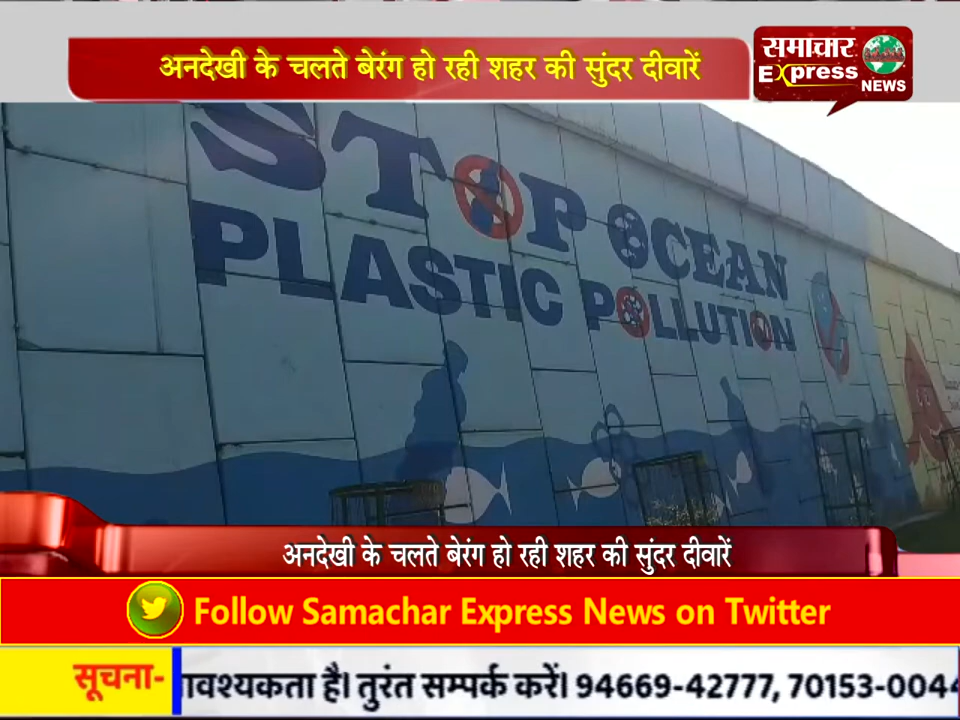 अनदेखी के चलते बेरंग हो रही शहर की सुंदर दीवारें
समाचार
Express
NEWS
STOP OCEAN
PLASTIC POLLUTION
अनदेखी के चलते बेरंग हो रही शहर की सुंदर दीवारें
Follow Samachar Express News on Twitter
सूचना- ावश्यकता है। तुरंत सम्पर्क करें। 94669-42777, 70153-0044